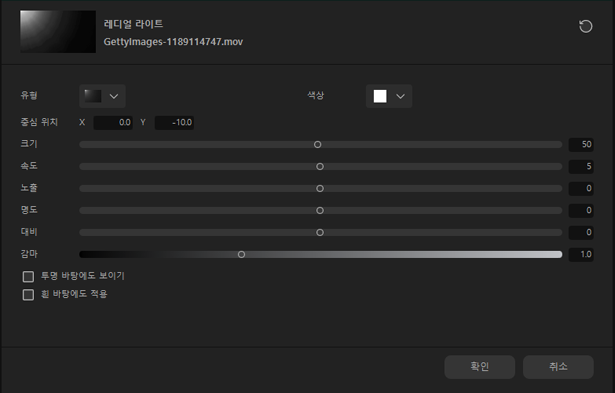 레디얼 라이트
GettyImages-1189114747.mov
유형 색상
중심 위치 X 0.0 Y -10.0
크기 50
속도 5
노출 0
명도 0
대비 0
감마 1.0
투명 바탕에도 보이기
흰 바탕에도 적용
확인 취소